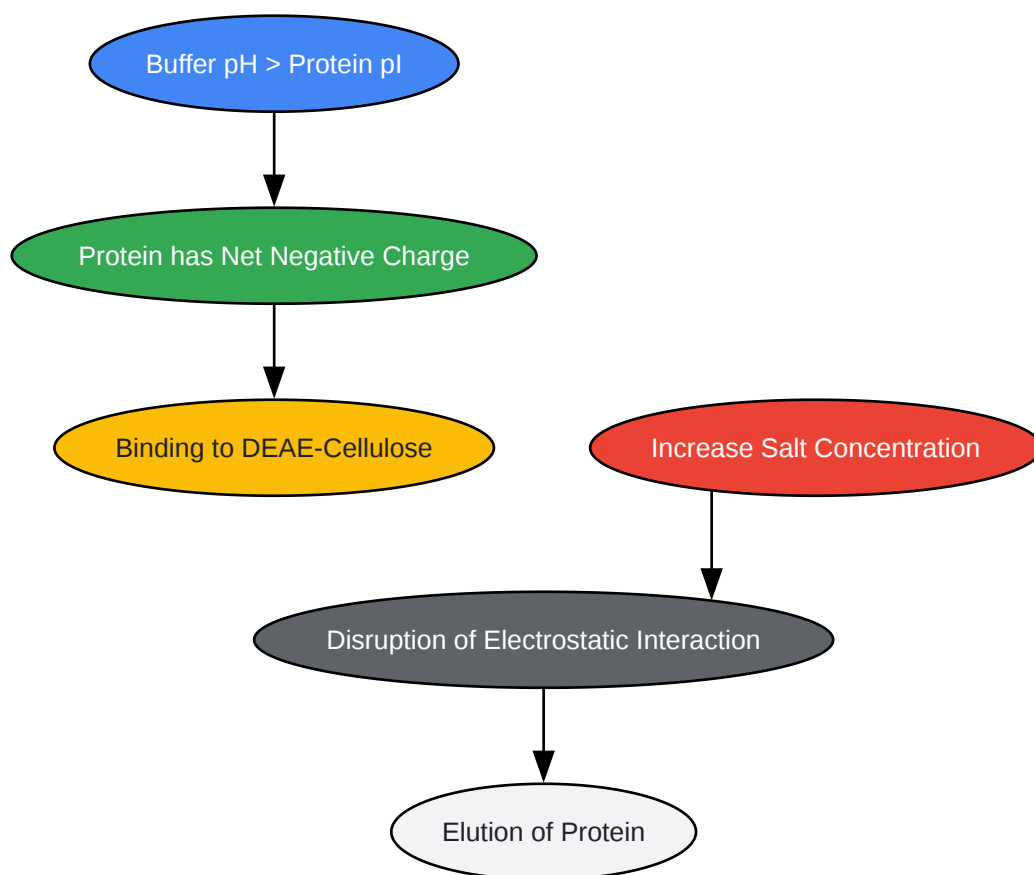 Buffer pH > Protein pI
Protein has Net Negative Charge
Binding to DEAE-Cellulose
Increase Salt Concentration
Disruption of Electrostatic Interaction
Elution of Protein